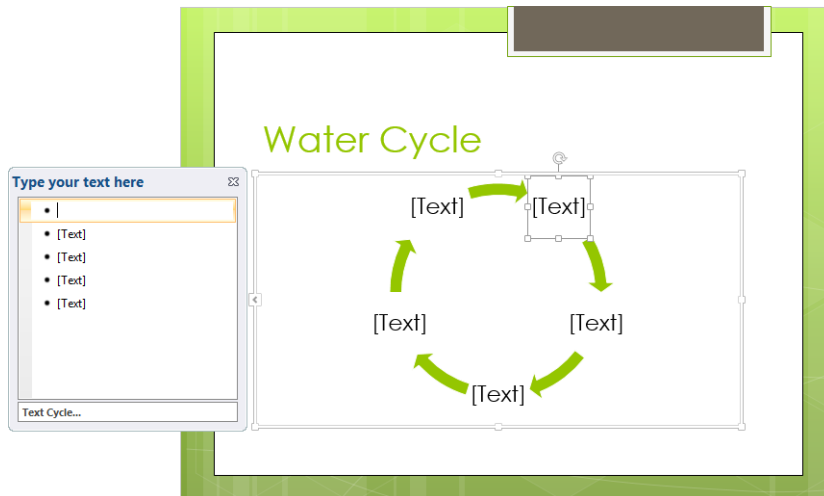 Water Cycle
Type your text here
[Text]
[Text]
[Text]
[Text]
Text Cycle...
[Text]
[Text]
[Text]
[Text]
[Text]